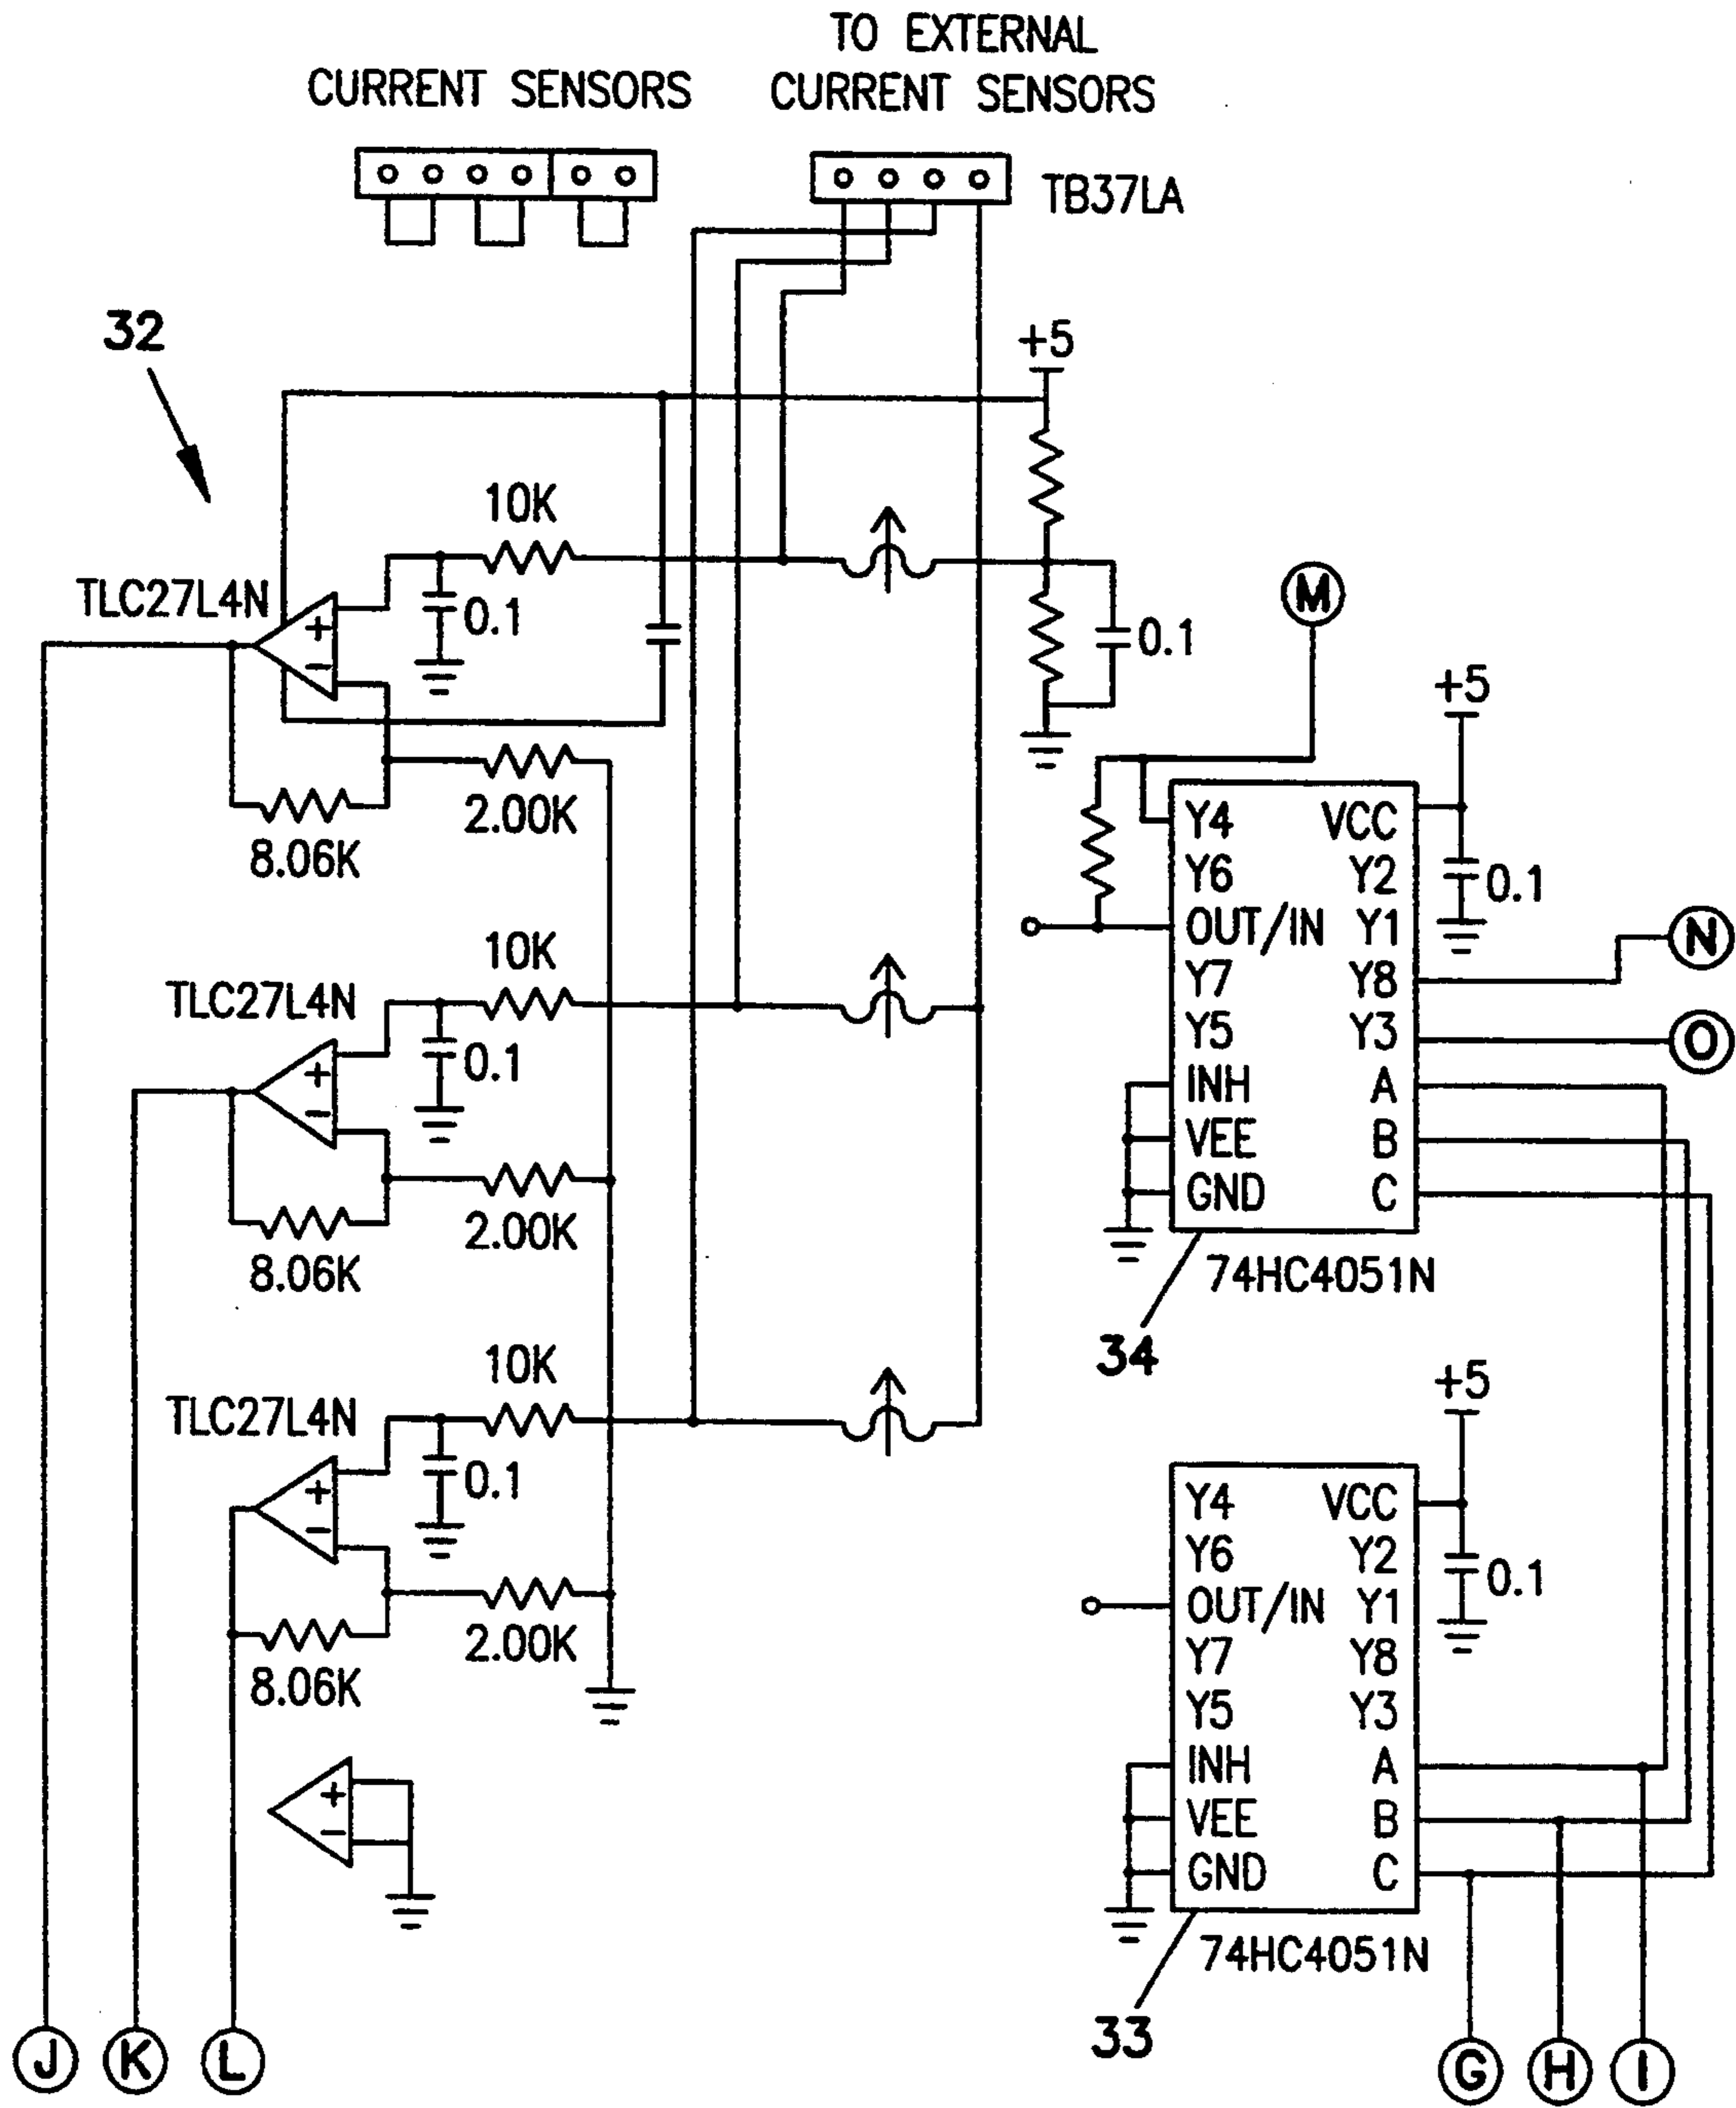 TO EXTERNAL
CURRENT SENSORS
CURRENT SENSORS
TB37LA
32
+5
10K
TLC27L4N
+
−
0.1
0.1
M
+5
2.00K
8.06K
Y4 VCC
Y6 Y2
0.1
OUT/IN Y1
N
Y7 Y8
Y5 Y3
O
INH A
VEE B
GND C
74HC4051N
34
10K
TLC27L4N
+
−
0.1
2.00K
8.06K
10K
TLC27L4N
+
−
0.1
2.00K
8.06K
+5
Y4 VCC
Y6 Y2
0.1
OUT/IN Y1
Y7 Y8
Y5 Y3
INH A
VEE B
GND C
74HC4051N
33
+
−
J K L
G H I